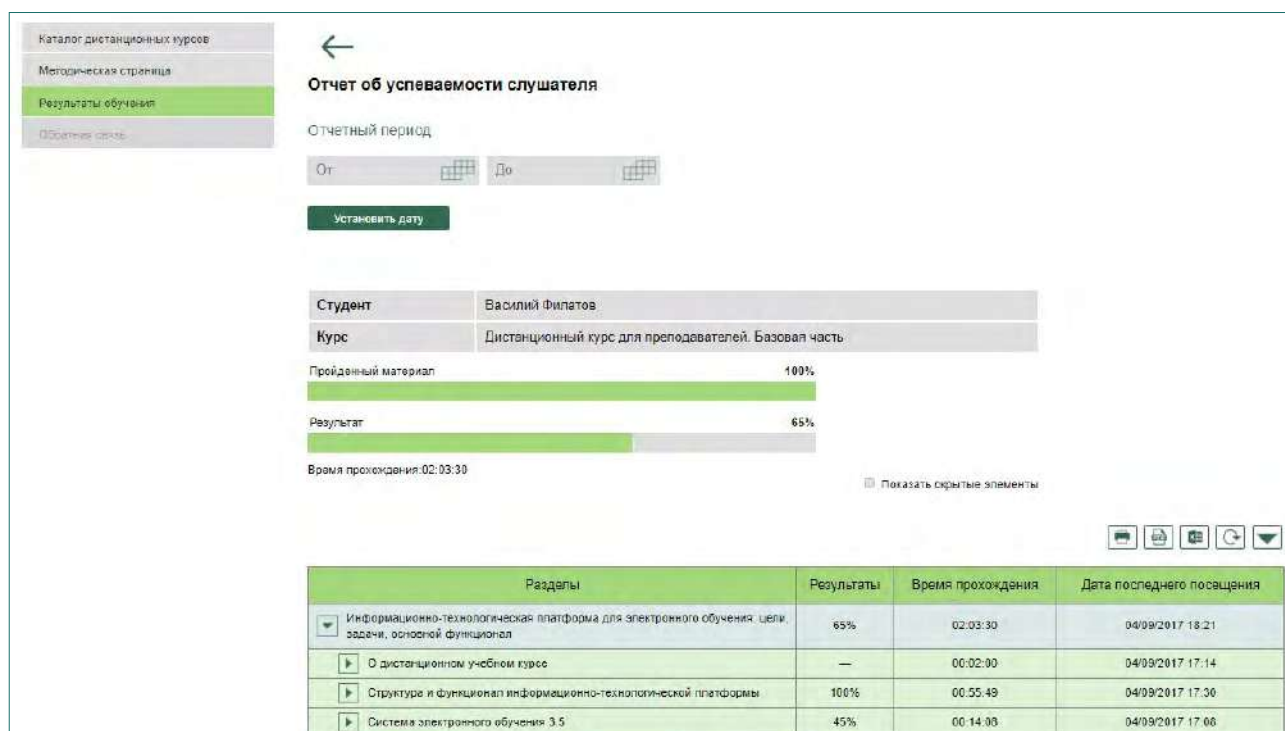 Каталог дистанционных курсов
Методическая страница
Результаты обучения
Обратная связь
Отчет об успеваемости слушателя
Отчетный период
От До
Установить дату
Студент Василий Филатов
Курс Дистанционный курс для преподавателей. Базовая часть
Пройденный материал 100%
Результат 65%
Время прохождения:02:03:30
Показать скрытые элементы
Разделы Результаты Время прохождения Дата последнего посещения
Информационно-технологическая платформа для электронного обучения: цели,
задачи, основной функционал 65% 02:03:30 04/09/2017 18:21
О дистанционном учебном курсе — 00:02:00 04/09/2017 17:14
Структура и функционал информационно-технологической платформы 100% 00:55:49 04/09/2017 17:30
Система электронного обучения 3.5 45% 00:14:08 04/09/2017 17:08